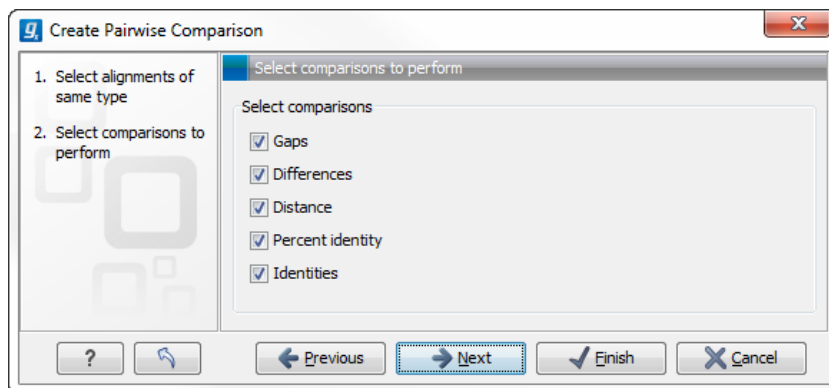 Create Pairwise Comparison
1. Select alignments of
same type
2. Select comparisons to
perform
Select comparisons to perform
Select comparisons
Gaps
Differences
Distance
Percent identity
Identities
?
Previous
Next
Finish
Cancel